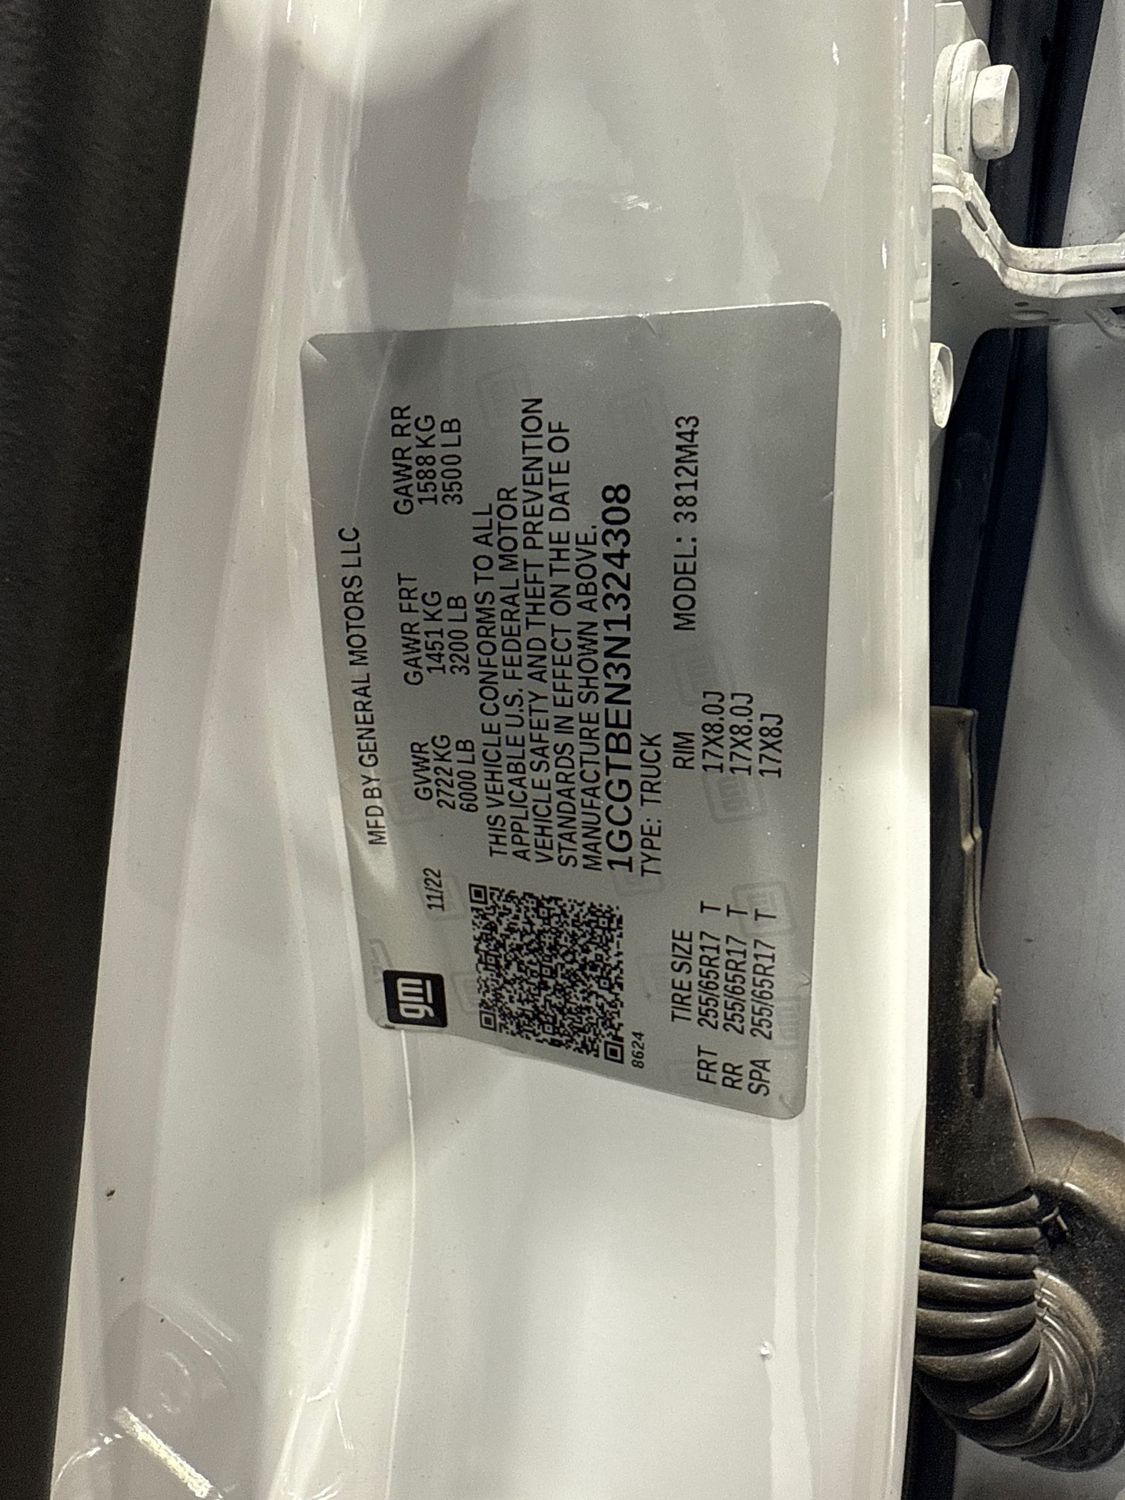 MFD BY GENERAL MOTORS LLC
gm
11/22
GVWR GAWR FRT GAWR RR
2722 KG 1451 KG 1588 KG
6000 LB 3200 LB 3500 LB
THIS VEHICLE CONFORMS TO ALL
APPLICABLE U.S. FEDERAL MOTOR
VEHICLE SAFETY AND THEFT PREVENTION
STANDARDS IN EFFECT ON THE DATE OF
MANUFACTURE SHOWN ABOVE.
1GCGTBEN3N1324308
8624
TYPE: TRUCK
TIRE SIZE RIM MODEL: 3812M43
FRT 255/65R17 T 17X8.0J
RR 255/65R17 T 17X8.0J
SPA 255/65R17 T 17X8J